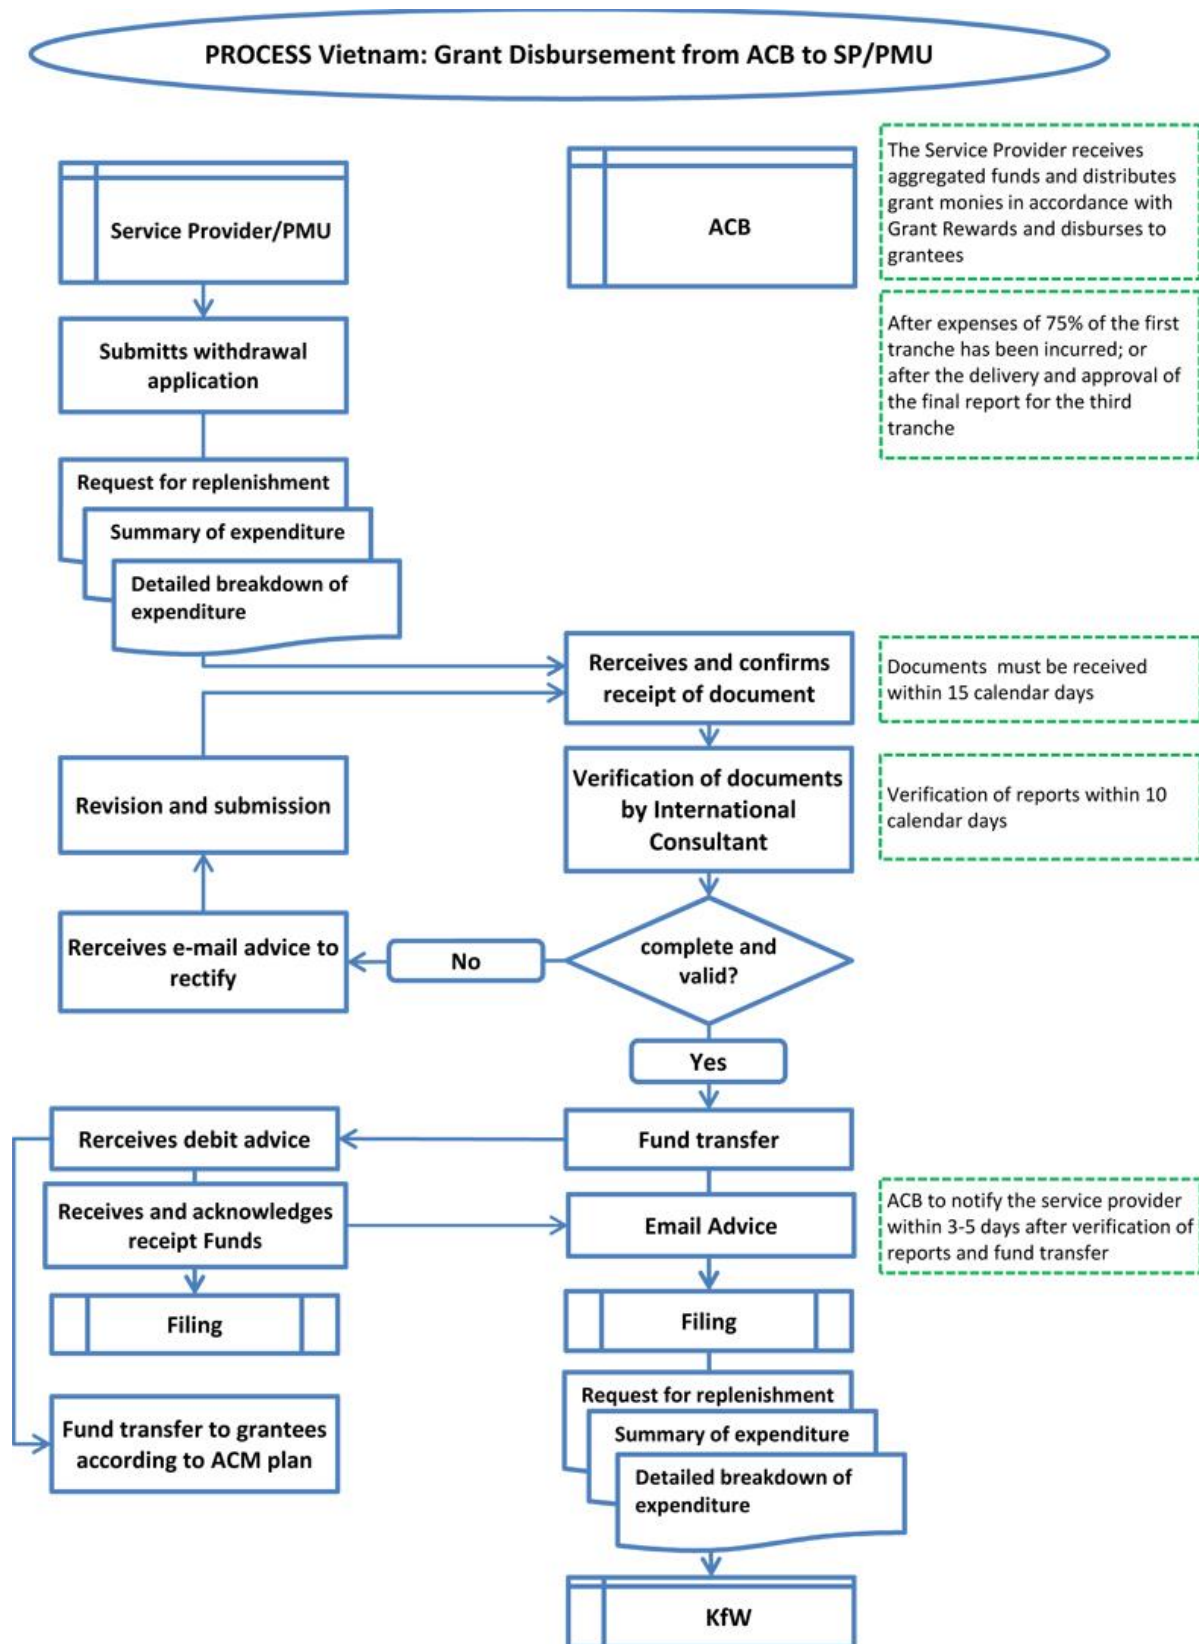 PROCESS Vietnam: Grant Disbursement from ACB to SP/PMU
Service Provider/PMU
ACB
The Service Provider receives
aggregated funds and distributes
grant monies in accordance with
Grant Rewards and disburses to
grantees
Submitts withdrawal
application
After expenses of 75% of the first
tranche has been incurred; or
after the delivery and approval of
the final report for the third
tranche
Request for replenishment
Summary of expenditure
Detailed breakdown of
expenditure
Rerceives and confirms
receipt of document
Documents must be received
within 15 calendar days
Revision and submission
Verification of documents
by International
Consultant
Verification of reports within 10
calendar days
Rerceives e-mail advice to
rectify
No
complete and
valid?
Yes
Rerceives debit advice
Fund transfer
Receives and acknowledges
receipt Funds
Email Advice
ACB to notify the service provider
within 3-5 days after verification of
reports and fund transfer
Filing
Filing
Fund transfer to grantees
according to ACM plan
Request for replenishment
Summary of expenditure
Detailed breakdown of
expenditure
KfW